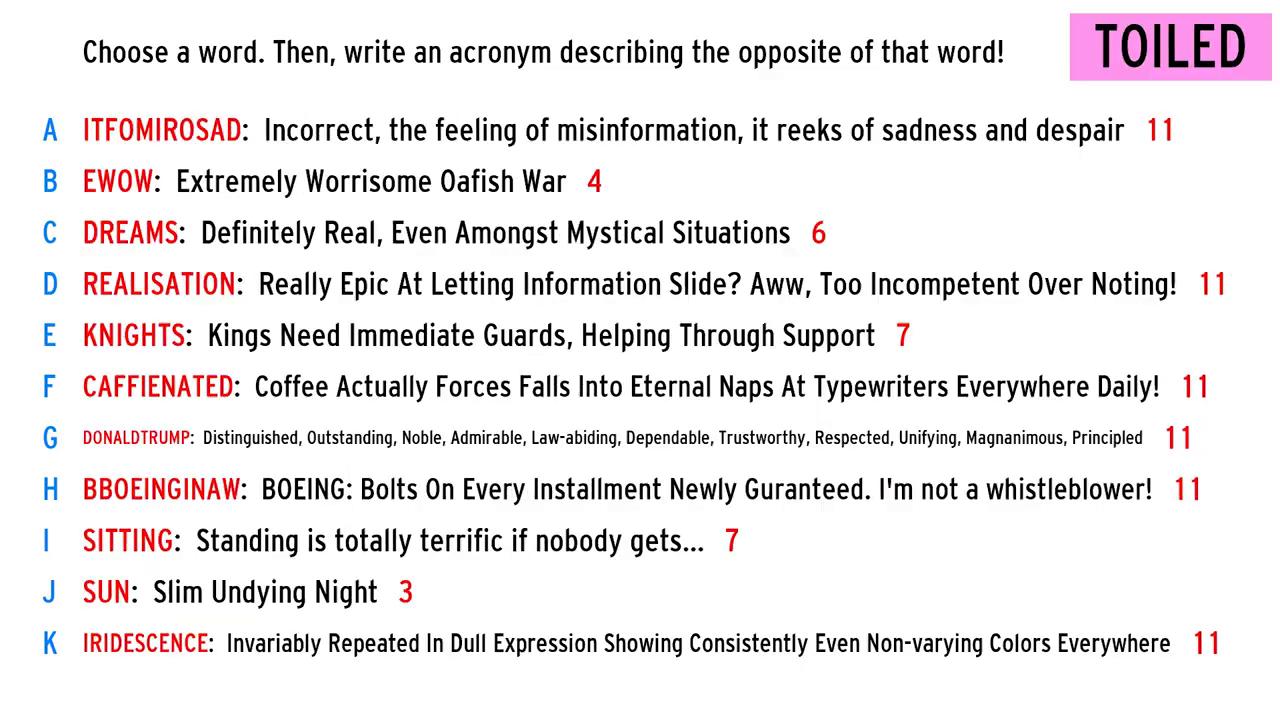 Choose a word. Then, write an acronym describing the opposite of that word!
TOILED
A ITFOMIROSAD: Incorrect, the feeling of misinformation, it reeks of sadness and despair 11
B EWOW: Extremely Worrisome Oafish War 4
C DREAMS: Definitely Real, Even Amongst Mystical Situations 6
D REALISATION: Really Epic At Letting Information Slide? Aww, Too Incompetent Over Noting! 11
E KNIGHTS: Kings Need Immediate Guards, Helping Through Support 7
F CAFFIENATED: Coffee Actually Forces Falls Into Eternal Naps At Typewriters Everywhere Daily! 11
G DONALDTRUMP: Distinguished, Outstanding, Noble, Admirable, Law-abiding, Dependable, Trustworthy, Respected, Unifying, Magnanimous, Principled 11
H BBOEINGINAW: BOEING: Bolts On Every Installment Newly Guranteed. I'm not a whistleblower! 11
I SITTING: Standing is totally terrific if nobody gets... 7
J SUN: Slim Undying Night 3
K IRIDESCENCE: Invariably Repeated In Dull Expression Showing Consistently Even Non-varying Colors Everywhere 11